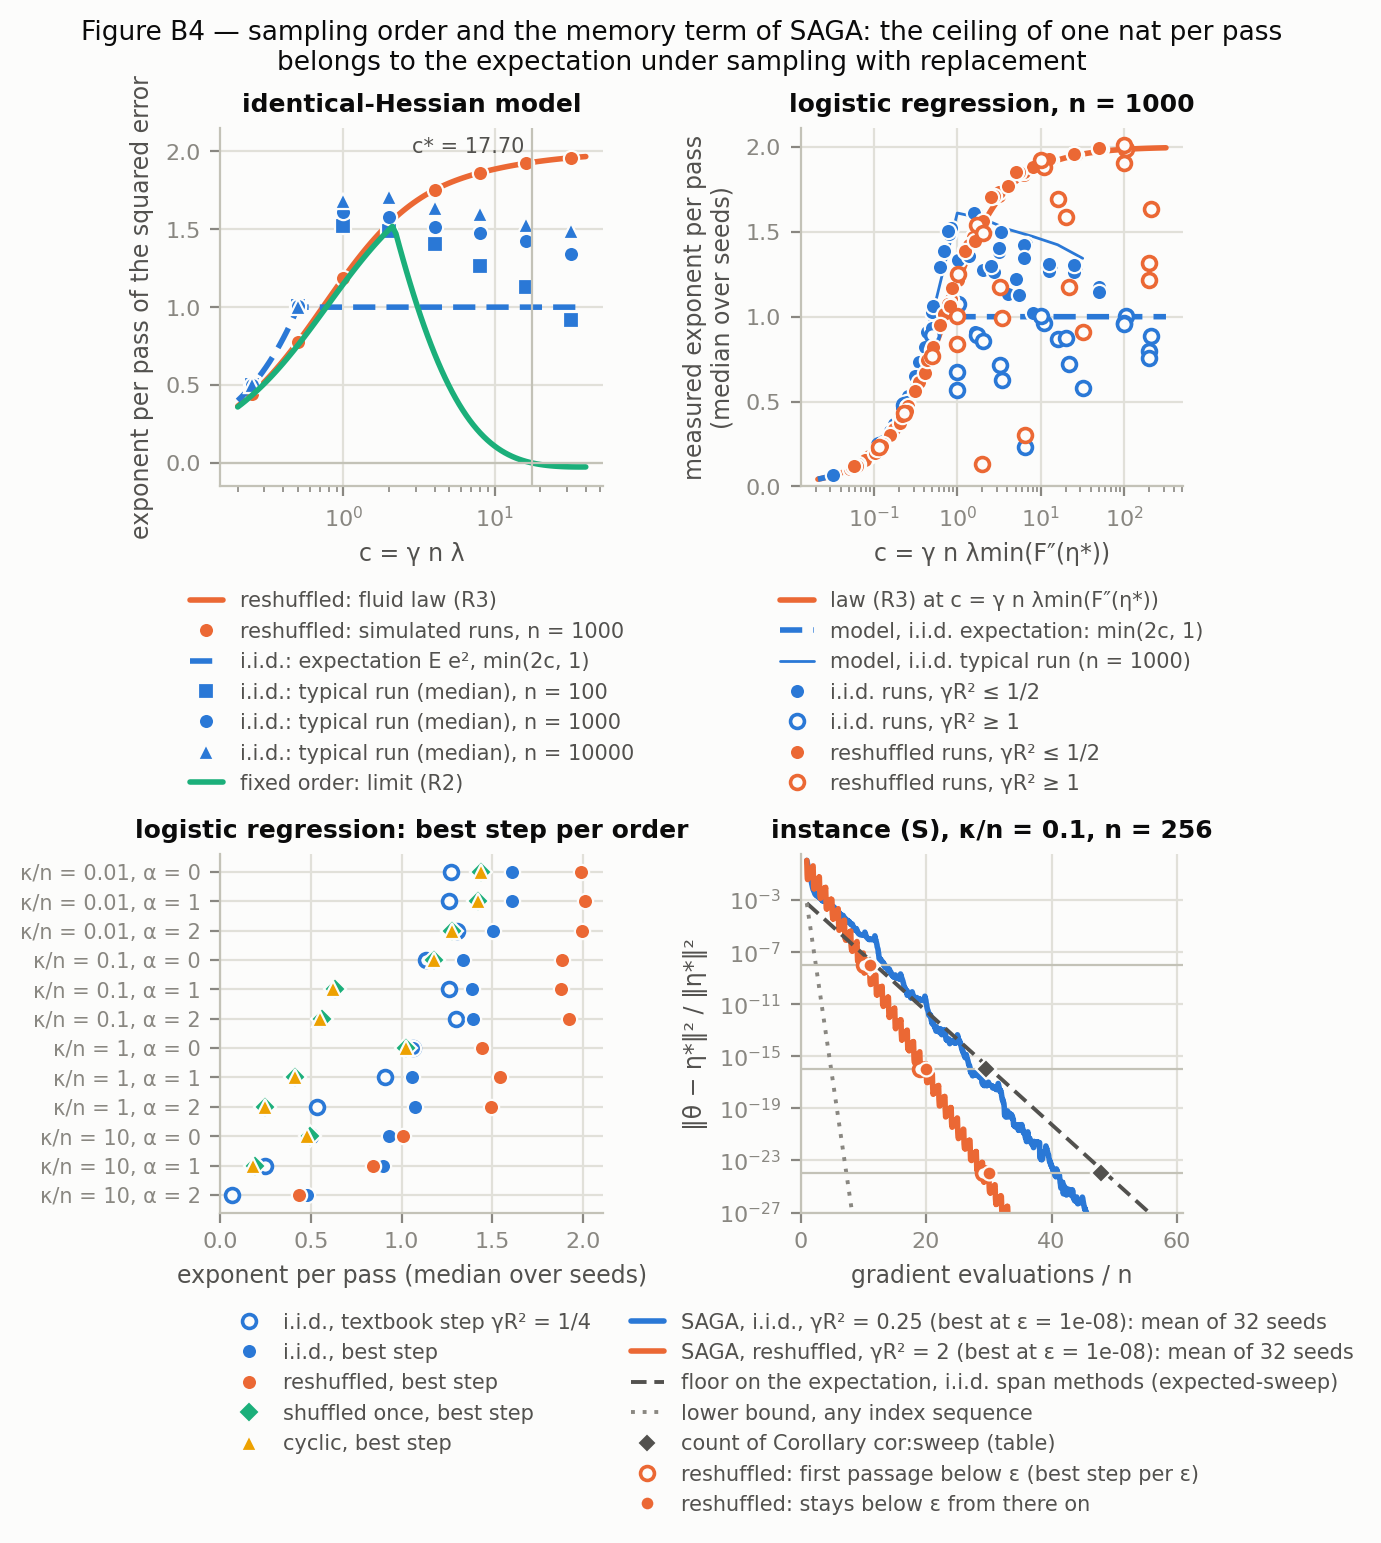 Figure B4 — sampling order and the memory term of SAGA: the ceiling of one nat per pass
belongs to the expectation under sampling with replacement
identical-Hessian model
exponent per pass of the squared error
c* = 17.70
2.0
1.5
1.0
0.5
0.0
10⁰
10¹
c = γ n λ
reshuffled: fluid law (R3)
reshuffled: simulated runs, n = 1000
i.i.d.: expectation E e², min(2c, 1)
i.i.d.: typical run (median), n = 100
i.i.d.: typical run (median), n = 1000
i.i.d.: typical run (median), n = 10000
fixed order: limit (R2)
logistic regression, n = 1000
measured exponent per pass
(median over seeds)
2.0
1.5
1.0
0.5
0.0
10⁻¹
10⁰
10¹
10²
c = γ n λmin(F″(η*))
law (R3) at c = γ n λmin(F″(η*))
model, i.i.d. expectation: min(2c, 1)
model, i.i.d. typical run (n = 1000)
i.i.d. runs, γR² ≤ 1/2
i.i.d. runs, γR² ≥ 1
reshuffled runs, γR² ≤ 1/2
reshuffled runs, γR² ≥ 1
logistic regression: best step per order
κ/n = 0.01, α = 0
κ/n = 0.01, α = 1
κ/n = 0.01, α = 2
κ/n = 0.1, α = 0
κ/n = 0.1, α = 1
κ/n = 0.1, α = 2
κ/n = 1, α = 0
κ/n = 1, α = 1
κ/n = 1, α = 2
κ/n = 10, α = 0
κ/n = 10, α = 1
κ/n = 10, α = 2
0.0
0.5
1.0
1.5
2.0
exponent per pass (median over seeds)
i.i.d., textbook step γR² = 1/4
i.i.d., best step
reshuffled, best step
shuffled once, best step
cyclic, best step
instance (S), κ/n = 0.1, n = 256
‖θ − η*‖² / ‖η*‖²
10⁻³
10⁻⁷
10⁻¹¹
10⁻¹⁵
10⁻¹⁹
10⁻²³
10⁻²⁷
0
20
40
60
gradient evaluations / n
SAGA, i.i.d., γR² = 0.25 (best at ε = 1e-08): mean of 32 seeds
SAGA, reshuffled, γR² = 2 (best at ε = 1e-08): mean of 32 seeds
floor on the expectation, i.i.d. span methods (expected-sweep)
lower bound, any index sequence
count of Corollary cor:sweep (table)
reshuffled: first passage below ε (best step per ε)
reshuffled: stays below ε from there on